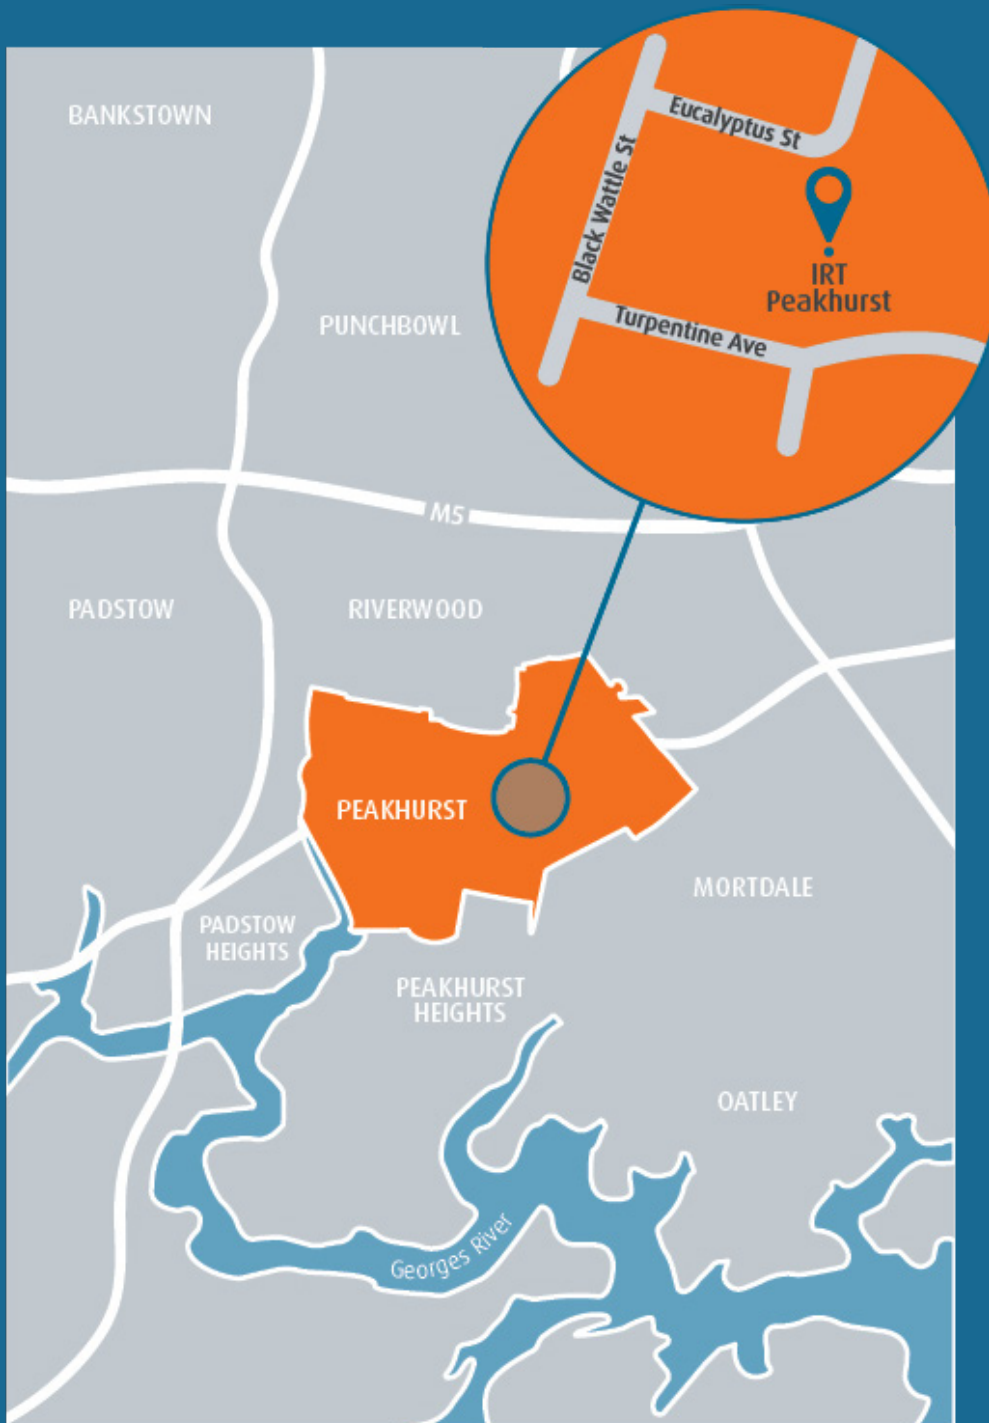 BANKSTOWN
Eucalyptus St
Black Wattle St
IRT
Peakhurst
Turpentine Ave
PUNCHBOWL
M5
PADSTOW
RIVERWOOD
PEAKHURST
MORTDALE
PADSTOW
HEIGHTS
PEAKHURST
HEIGHTS
OATLEY
Georges River